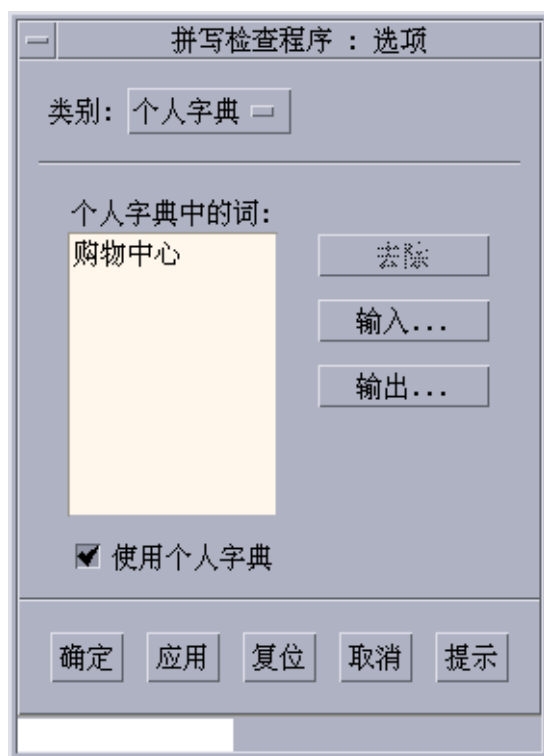 拼写检查程序 : 选项
类别: 个人字典
个人字典中的词:
购物中心
去除
输入...
输出...
使用个人字典
确定 应用 复位 取消 提示